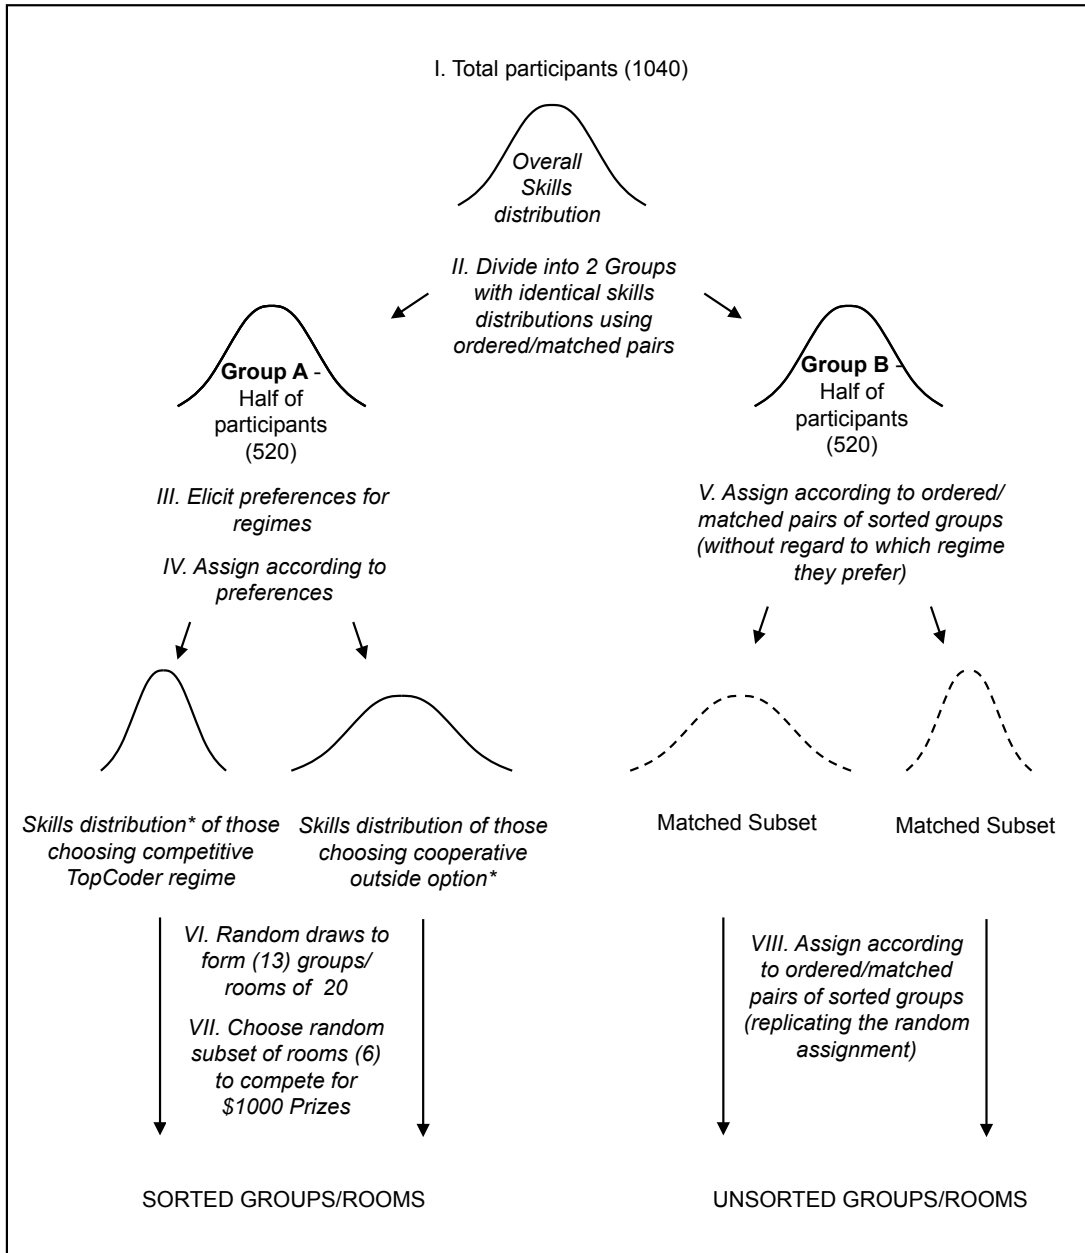 I. Total participants (1040)
Overall
Skills
distribution
II. Divide into 2 Groups
with identical skills
distributions using
ordered/matched pairs
Group A -
Half of
participants
(520)
Group B -
Half of
participants
(520)
III. Elicit preferences for
regimes
IV. Assign according to
preferences
V. Assign according to ordered/
matched pairs of sorted groups
(without regard to which regime
they prefer)
Skills distribution* of those
choosing competitive
TopCoder regime
Skills distribution of those
choosing cooperative
outside option*
Matched Subset
Matched Subset
VI. Random draws to
form (13) groups/
rooms of 20
VII. Choose random
subset of rooms (6)
to compete for
$1000 Prizes
VIII. Assign according
to ordered/matched
pairs of sorted groups
(replicating the random
assignment)
SORTED GROUPS/ROOMS
UNSORTED GROUPS/ROOMS